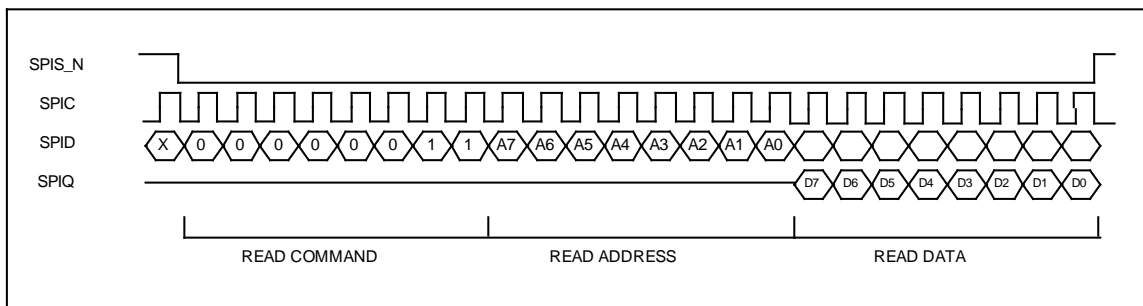 SPIS_N
SPIC
SPID X 0 0 0 0 0 0 1 1 A7 A6 A5 A4 A3 A2 A1 A0
SPIQ D7 D6 D5 D4 D3 D2 D1 D0
READ COMMAND READ ADDRESS READ DATA